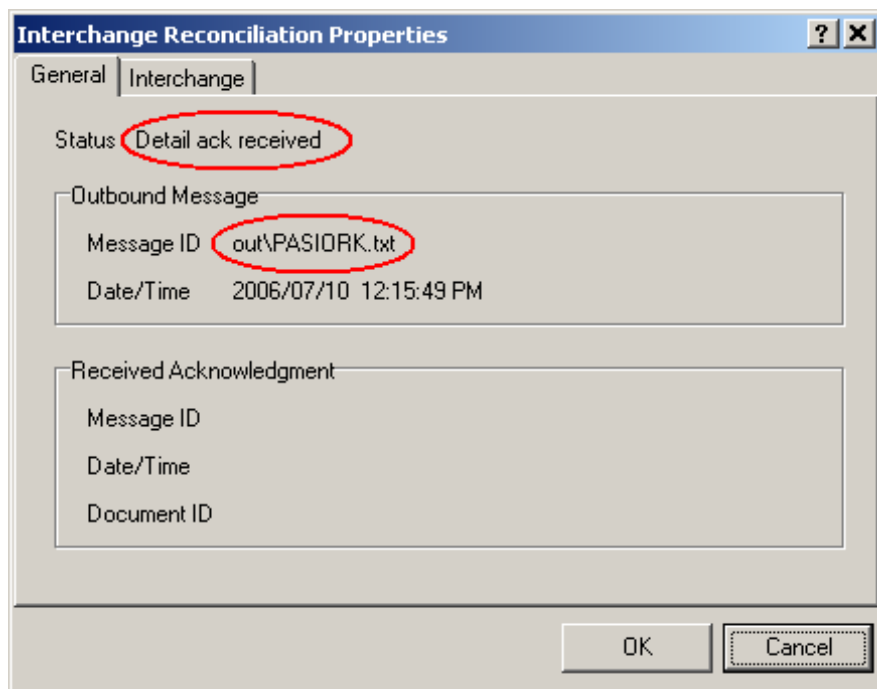 Interchange Reconciliation Properties
General Interchange
Status Detail ack received
Outbound Message
Message ID out\PASIORK.txt
Date/Time 2006/07/10 12:15:49 PM
Received Acknowledgment
Message ID
Date/Time
Document ID
OK Cancel